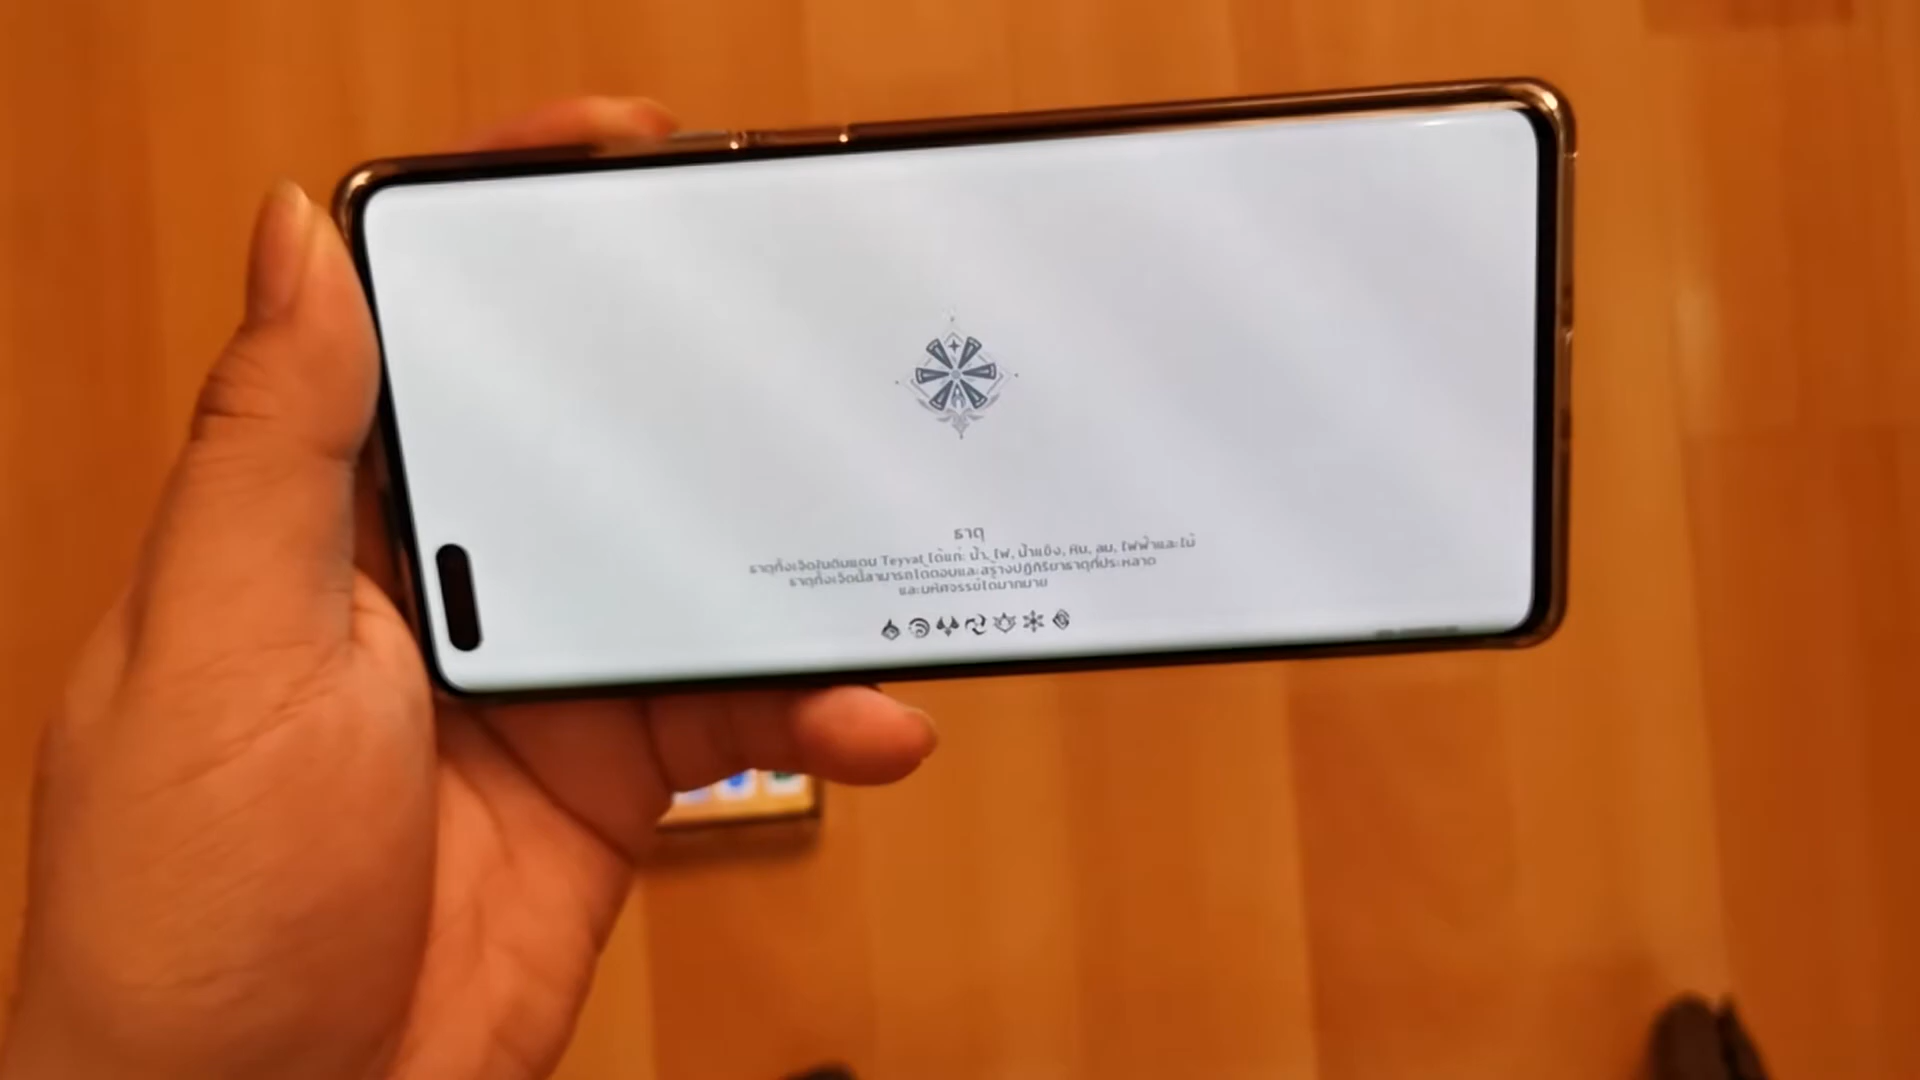 ธาตุ
ธาตุทั้งเจ็ดในดินแดน Teyvat ได้แก่: น้ำ, ไฟ, น้ำแข็ง, หิน, ลม, ไฟฟ้าและไม้
ธาตุทั้งเจ็ดนี้สามารถโต้ตอบและสร้างปฏิกิริยาธาตุที่ประหลาด
และมหัศจรรย์ได้มากมาย